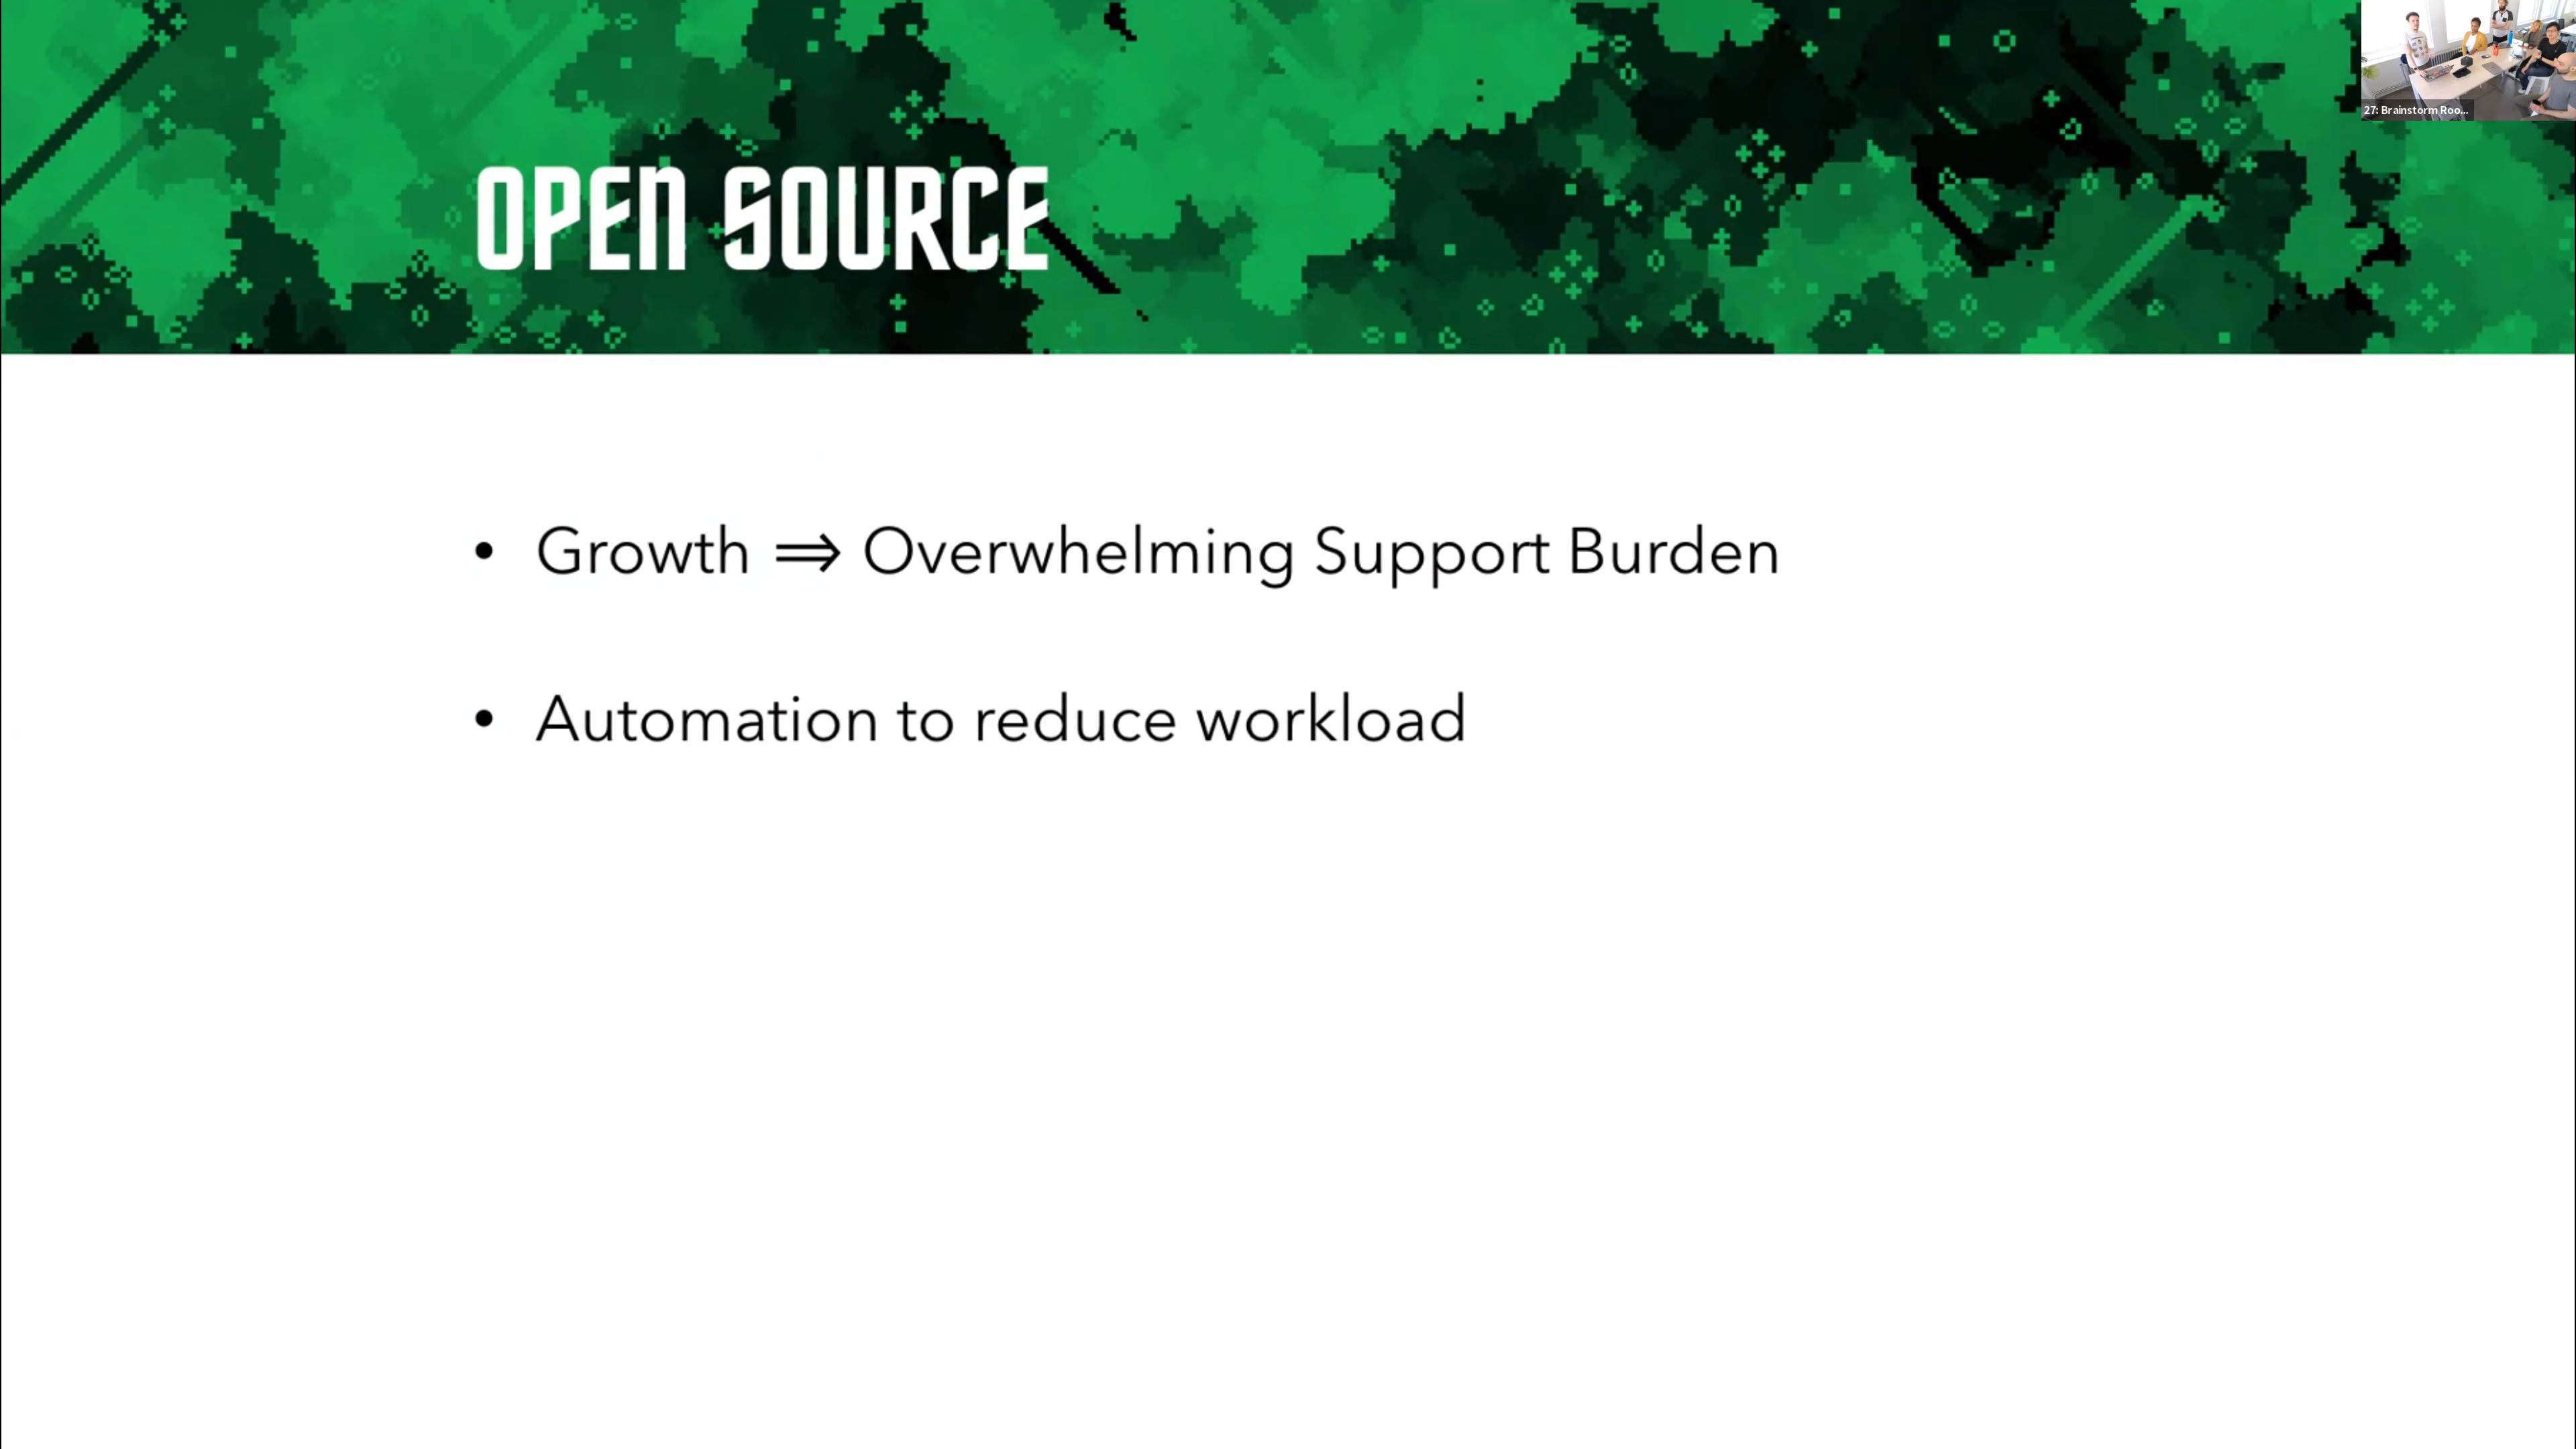 OPEN SOURCE
27: Brainstorm Roo...
• Growth ⇒ Overwhelming Support Burden
• Automation to reduce workload